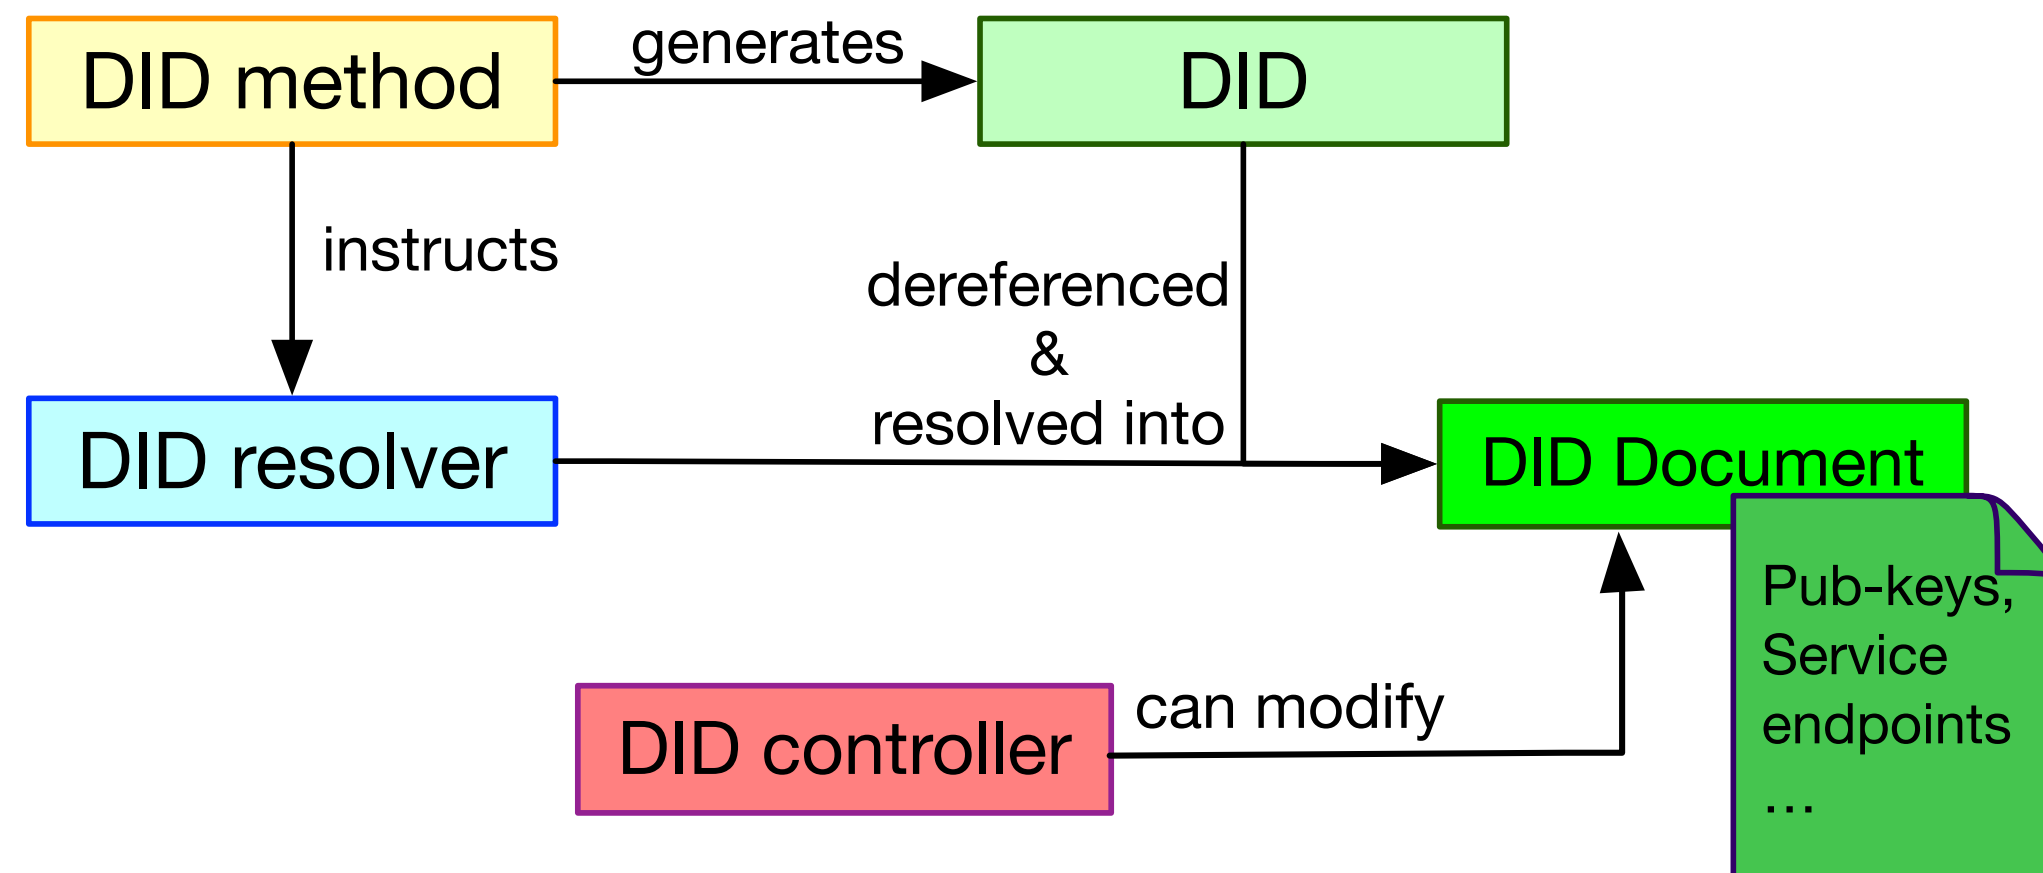 DID method
generates
DID
instructs
dereferenced
&
resolved into
DID resolver
DID Document
Pub-keys,
Service
endpoints
…
DID controller
can modify